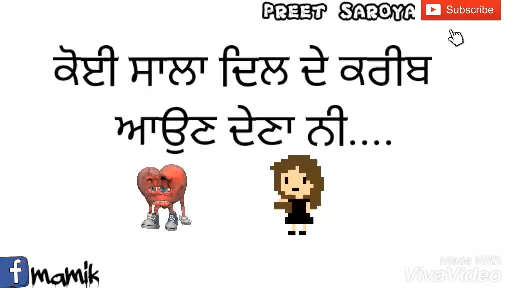 PREET SAROYA
Subscribe
ਕੋਈ ਸਾਲਾ ਦਿਲ ਦੇ ਕਰੀਬ
ਆਉਣ ਦੇਣਾ ਨੀ....
f mamik
Made With
VivaVideo